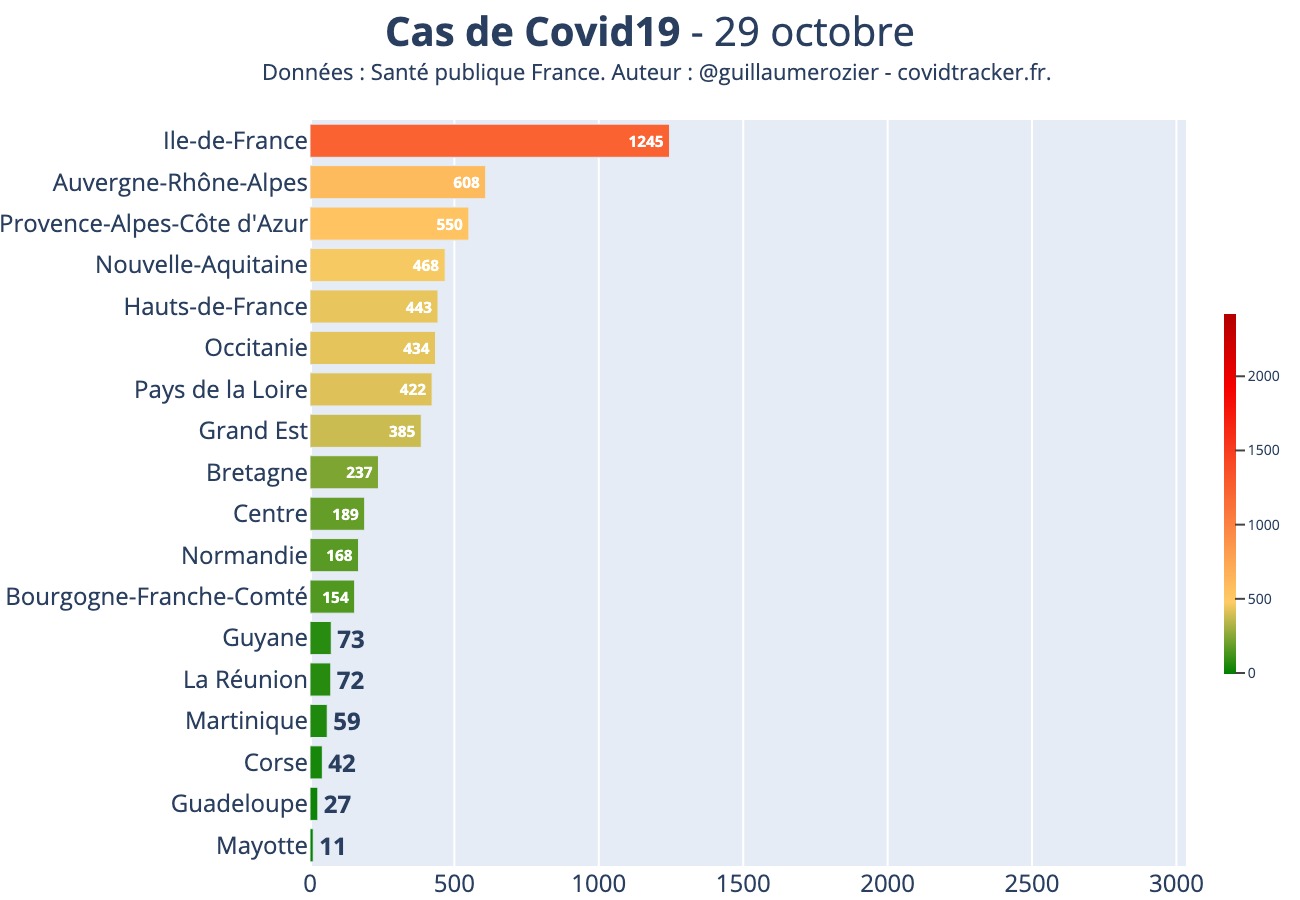 Cas de Covid19 - 29 octobre
Données : Santé publique France. Auteur : @guillaumerozier - covidtracker.fr.
Ile-de-France 1245
Auvergne-Rhône-Alpes 608
Provence-Alpes-Côte d'Azur 550
Nouvelle-Aquitaine 468
Hauts-de-France 443
Occitanie 434
Pays de la Loire 422
Grand Est 385
Bretagne 237
Centre 189
Normandie 168
Bourgogne-Franche-Comté 154
Guyane 73
La Réunion 72
Martinique 59
Corse 42
Guadeloupe 27
Mayotte 11
0 500 1000 1500 2000 2500 3000
2000
1500
1000
500
0